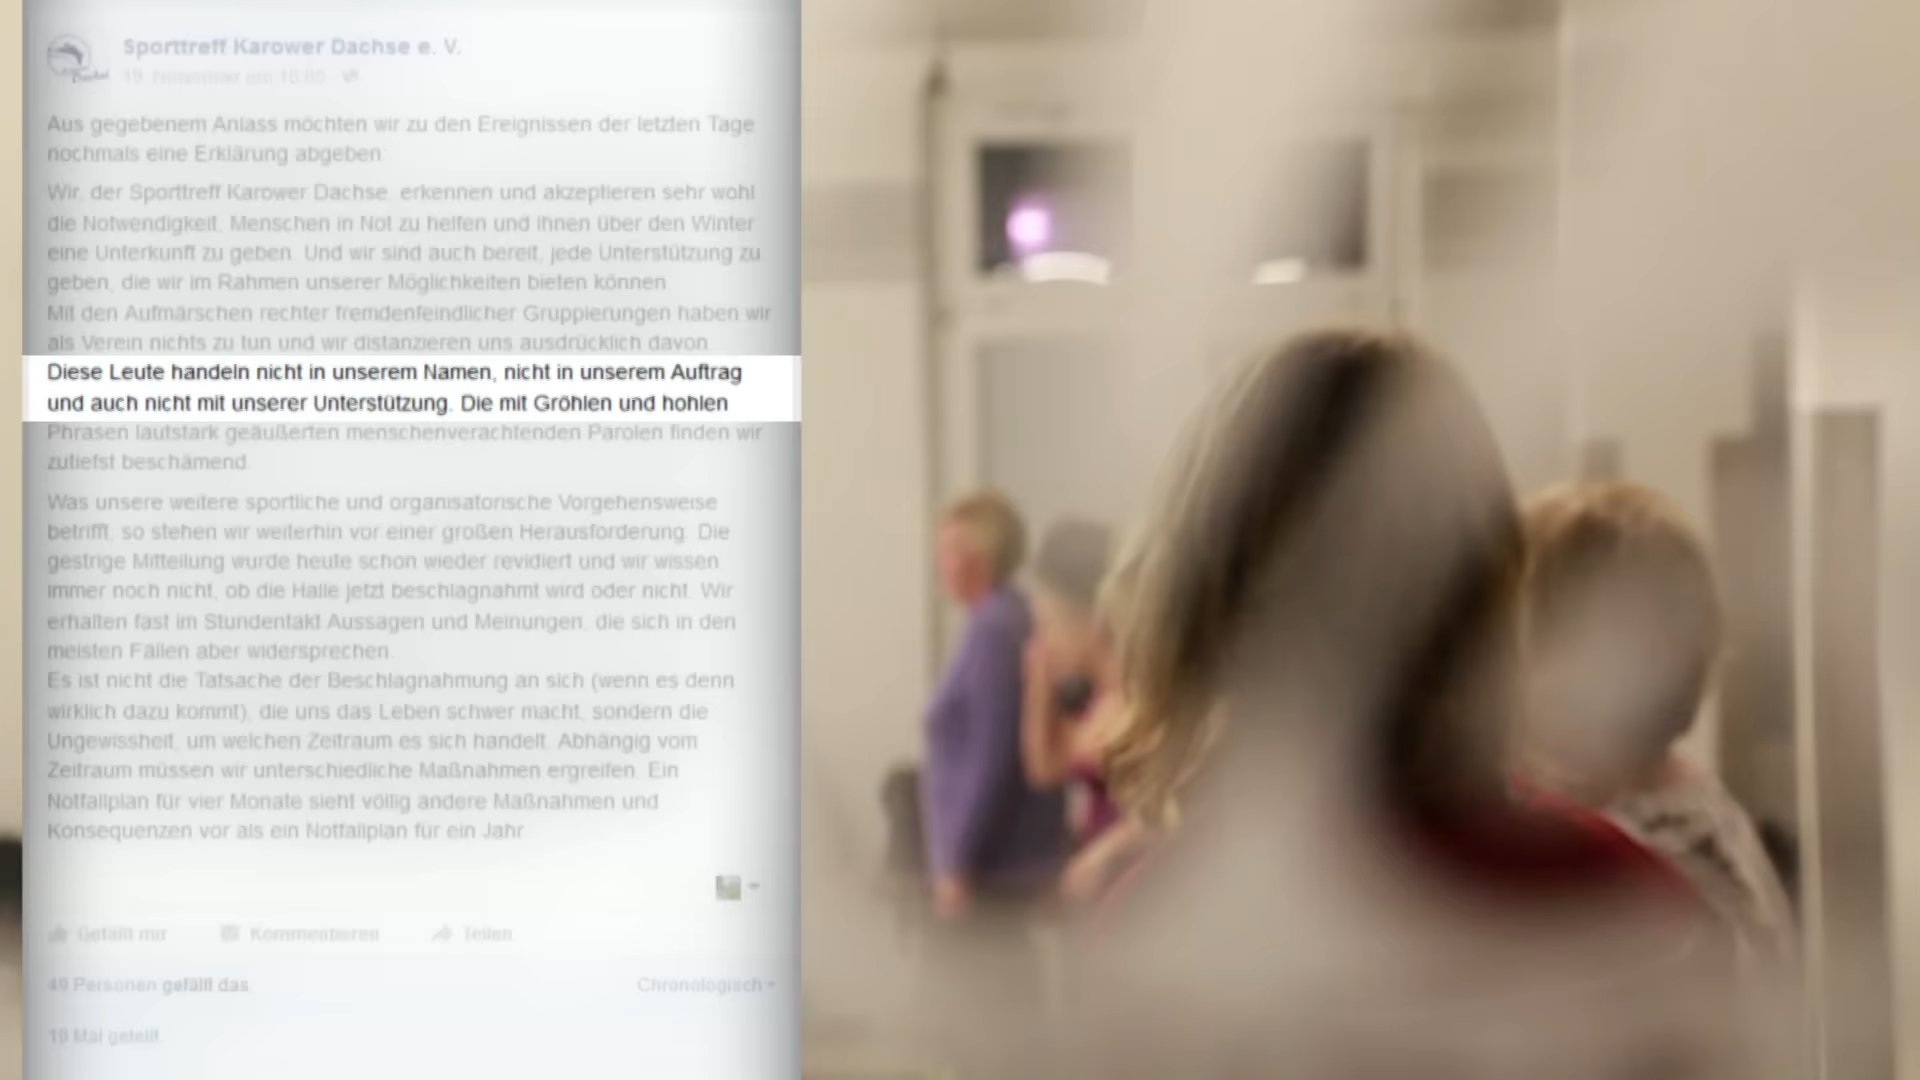 Sporttreff Karower Dachse e. V.
19. November um 10:05
Aus gegebenem Anlass möchten wir zu den Ereignissen der letzten Tage
nochmals eine Erklärung abgeben:
Wir, der Sporttreff Karower Dachse, erkennen und akzeptieren sehr wohl
die Notwendigkeit, Menschen in Not zu helfen und ihnen über den Winter
eine Unterkunft zu geben. Und wir sind auch bereit, jede Unterstützung zu
geben, die wir im Rahmen unserer Möglichkeiten bieten können.
Mit den Aufmärschen rechter fremdenfeindlicher Gruppierungen haben wir
als Verein nichts zu tun und wir distanzieren uns ausdrücklich davon.
Diese Leute handeln nicht in unserem Namen, nicht in unserem Auftrag
und auch nicht mit unserer Unterstützung. Die mit Gröhlen und hohlen
Phrasen lautstark geäußerten menschenverachtenden Parolen finden wir
zutiefst beschämend.
Was unsere weitere sportliche und organisatorische Vorgehensweise
betrifft, so stehen wir weiterhin vor einer großen Herausforderung. Die
gestrige Mitteilung wurde heute schon wieder revidiert und wir wissen
immer noch nicht, ob die Halle jetzt beschlagnahmt wird oder nicht. Wir
erhalten fast im Stundentakt Aussagen und Meinungen, die sich in den
meisten Fällen aber widersprechen.
Es ist nicht die Tatsache der Beschlagnahmung an sich (wenn es denn
wirklich dazu kommt), die uns das Leben schwer macht, sondern die
Ungewissheit, um welchen Zeitraum es sich handelt. Abhängig vom
Zeitraum müssen wir unterschiedliche Maßnahmen ergreifen. Ein
Notfallplan für vier Monate sieht völlig andere Maßnahmen und
Konsequenzen vor als ein Notfallplan für ein Jahr.
Gefällt mir Kommentieren Teilen
49 Personen gefällt das.
Chronologisch
10 Mal geteilt